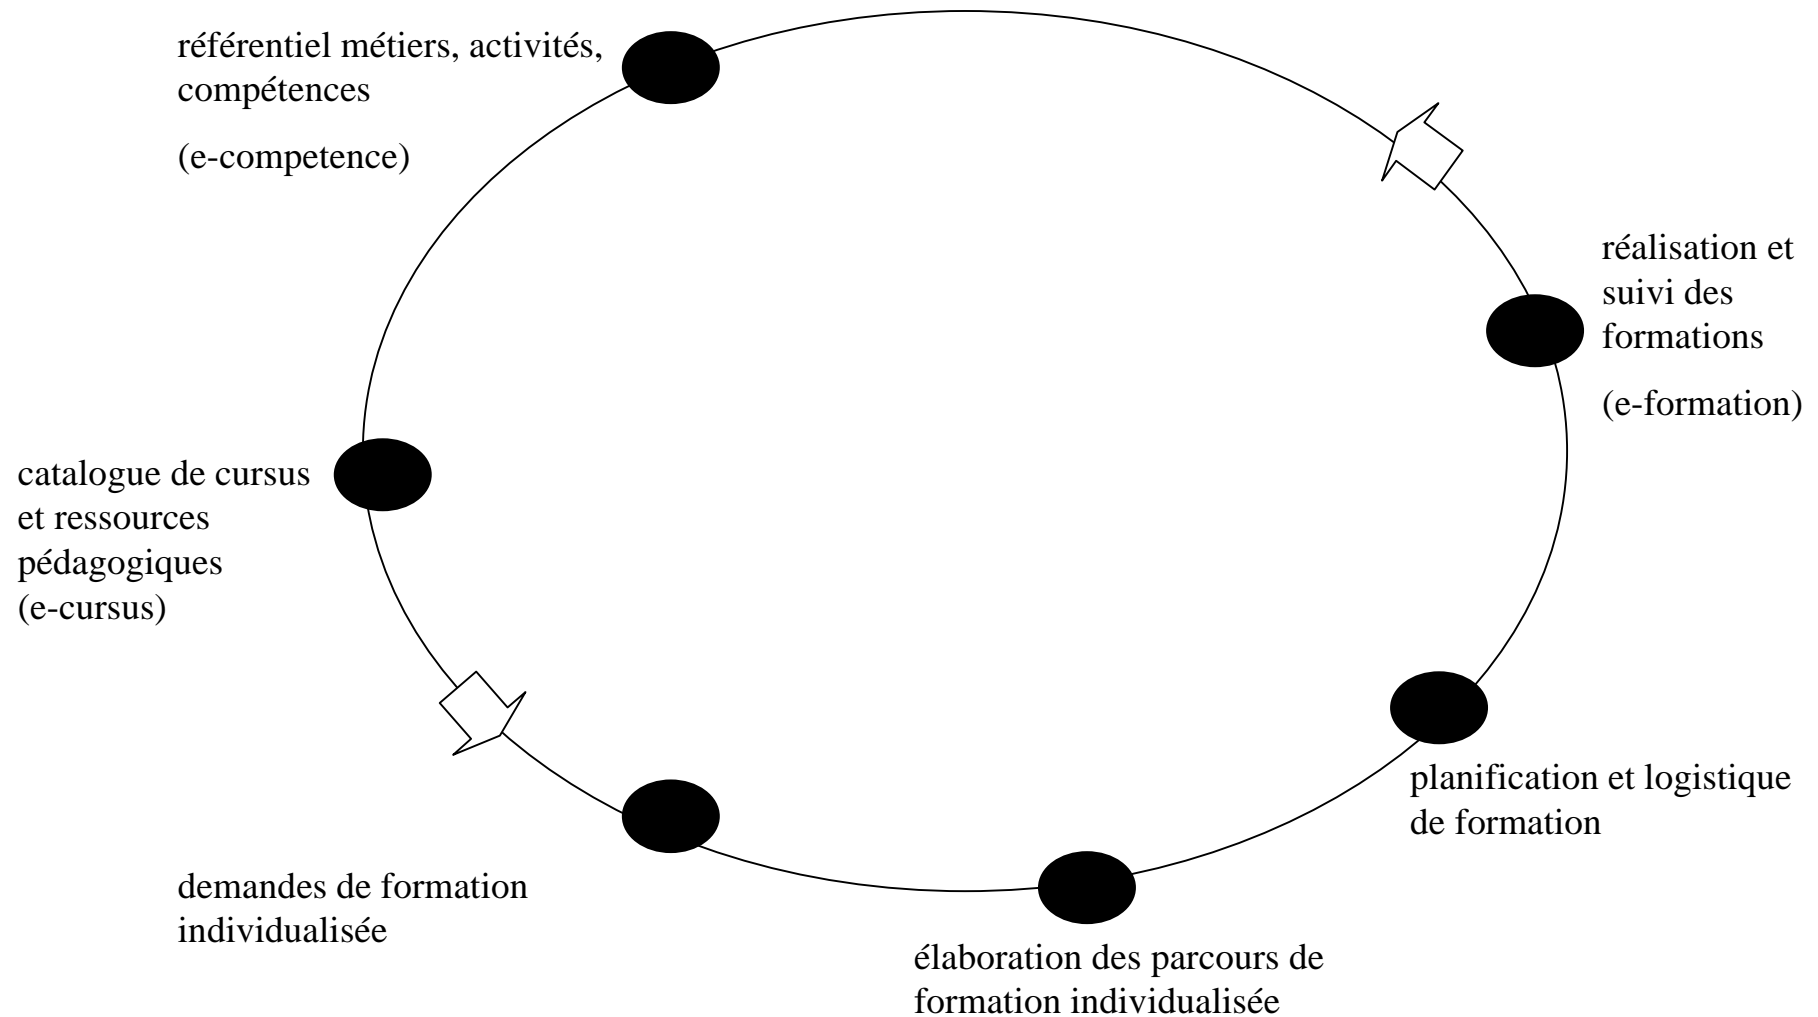 référentiel métiers, activités,
compétences
(e-competence)
réalisation et
suivi des
formations
(e-formation)
catalogue de cursus
et ressources
pédagogiques
(e-cursus)
planification et logistique
de formation
demandes de formation
individualisée
élaboration des parcours de
formation individualisée